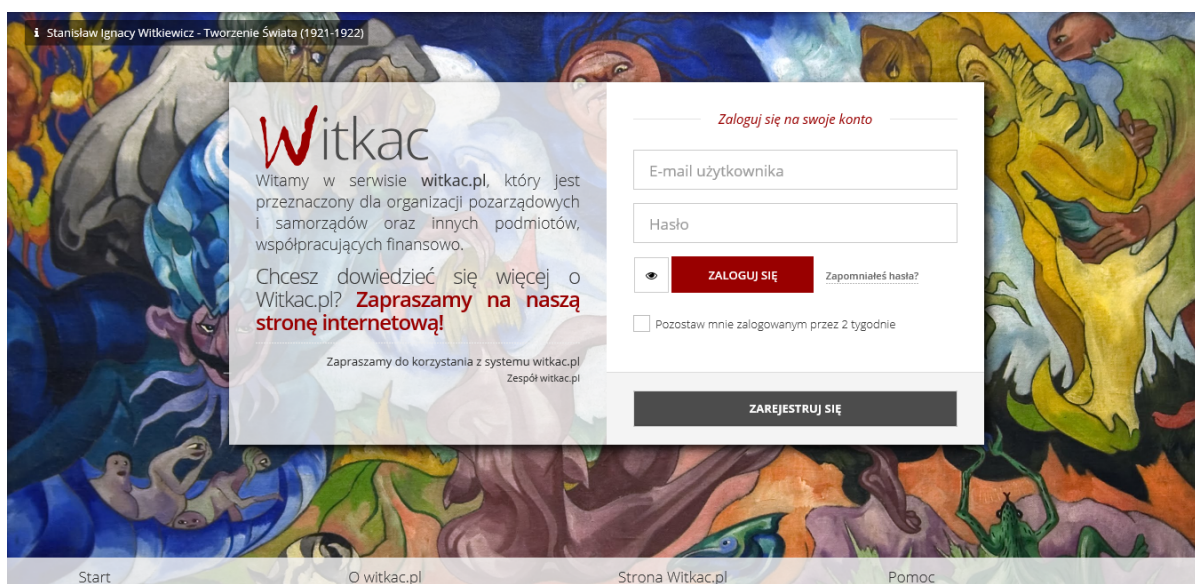 i Stanisław Ignacy Witkiewicz - Tworzenie Świata (1921-1922)
Witkac
Witamy w serwisie witkac.pl, który jest
przeznaczony dla organizacji pozarządowych
i samorządów oraz innych podmiotów,
współpracujących finansowo.
Chcesz dowiedzieć się więcej o
Witkac.pl? Zapraszamy na naszą
stronę internetową!
Zapraszamy do korzystania z systemu witkac.pl
Zespół witkac.pl
Zaloguj się na swoje konto
E-mail użytkownika
Hasło
ZALOGUJ SIĘ Zapomniałeś hasła?
Pozostaw mnie zalogowanym przez 2 tygodnie
ZAREJESTRUJ SIĘ
Start O witkac.pl Strona Witkac.pl Pomoc